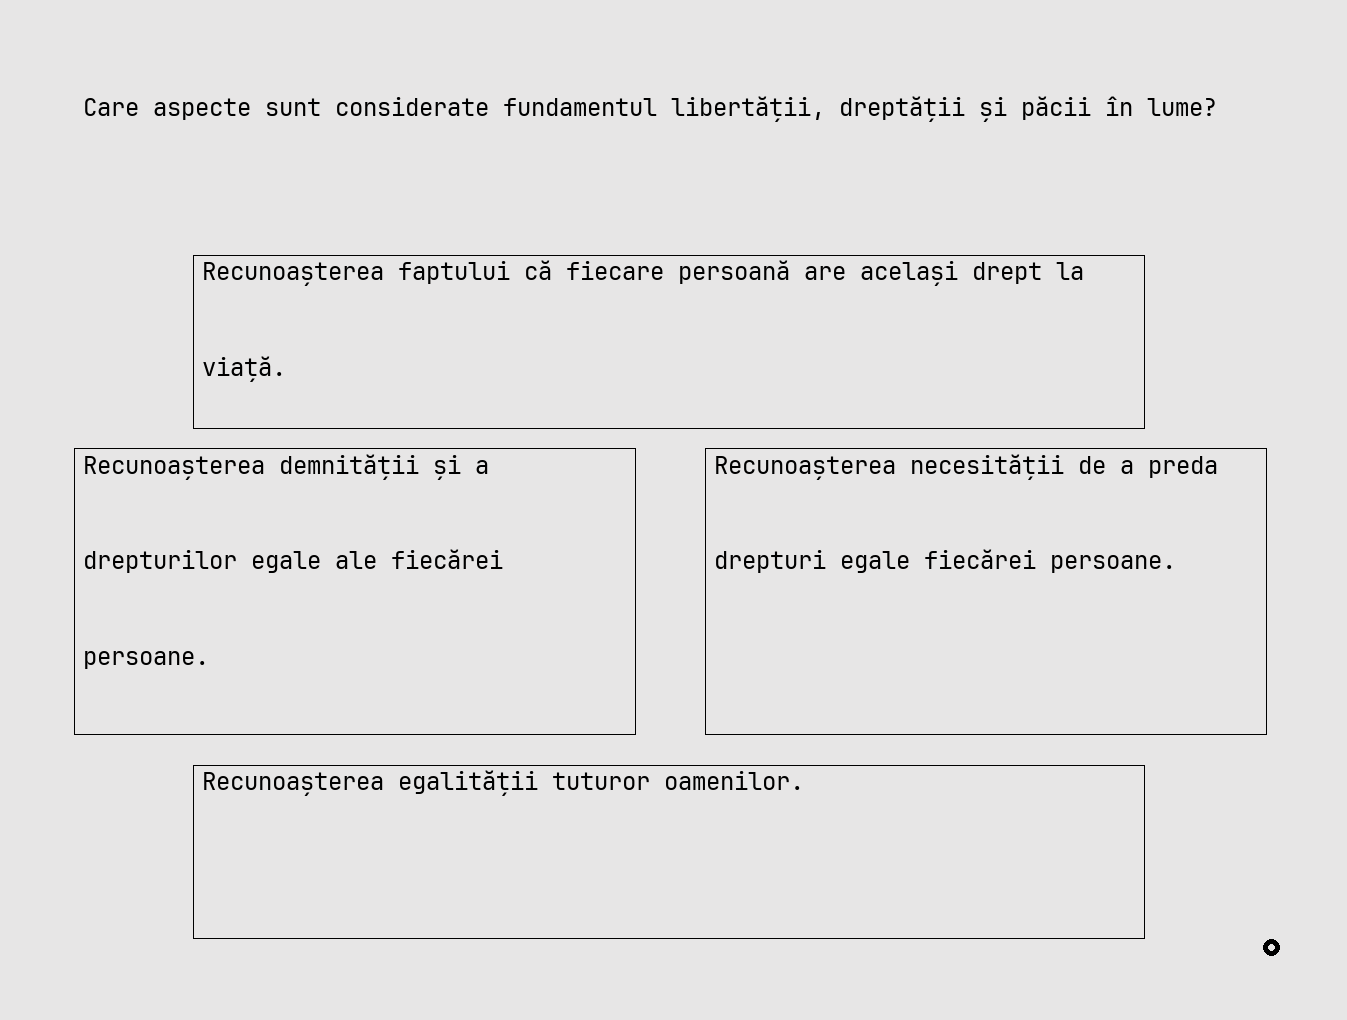 Care aspecte sunt considerate fundamentul libertății, dreptății și păcii în lume?
Recunoașterea faptului că fiecare persoană are același drept la
viață.
Recunoașterea demnității și a
drepturilor egale ale fiecărei
persoane.
Recunoașterea necesității de a preda
drepturi egale fiecărei persoane.
Recunoașterea egalității tuturor oamenilor.